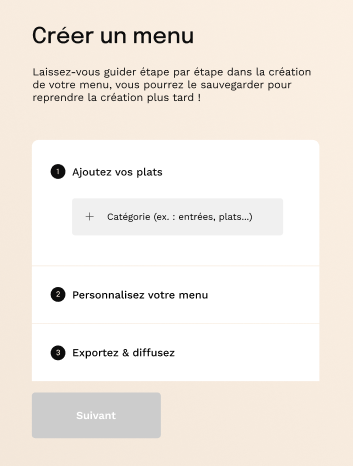 Créer un menu
Laissez-vous guider étape par étape dans la création
de votre menu, vous pourrez le sauvegarder pour
reprendre la création plus tard !
1 Ajoutez vos plats
+ Catégorie (ex. : entrées, plats...)
2 Personnalisez votre menu
3 Exportez & diffusez
Suivant